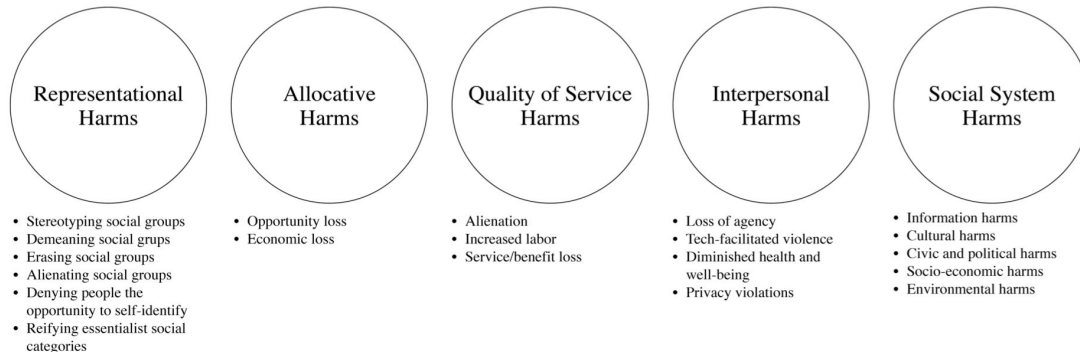 Representational
Harms
Allocative
Harms
Quality of Service
Harms
Interpersonal
Harms
Social System
Harms
• Stereotyping social groups
• Demeaning social grups
• Erasing social groups
• Alienating social groups
• Denying people the
opportunity to self-identify
• Reifying essentialist social
categories
• Opportunity loss
• Economic loss
• Alienation
• Increased labor
• Service/benefit loss
• Loss of agency
• Tech-facilitated violence
• Diminished health and
well-being
• Privacy violations
• Information harms
• Cultural harms
• Civic and political harms
• Socio-economic harms
• Environmental harms